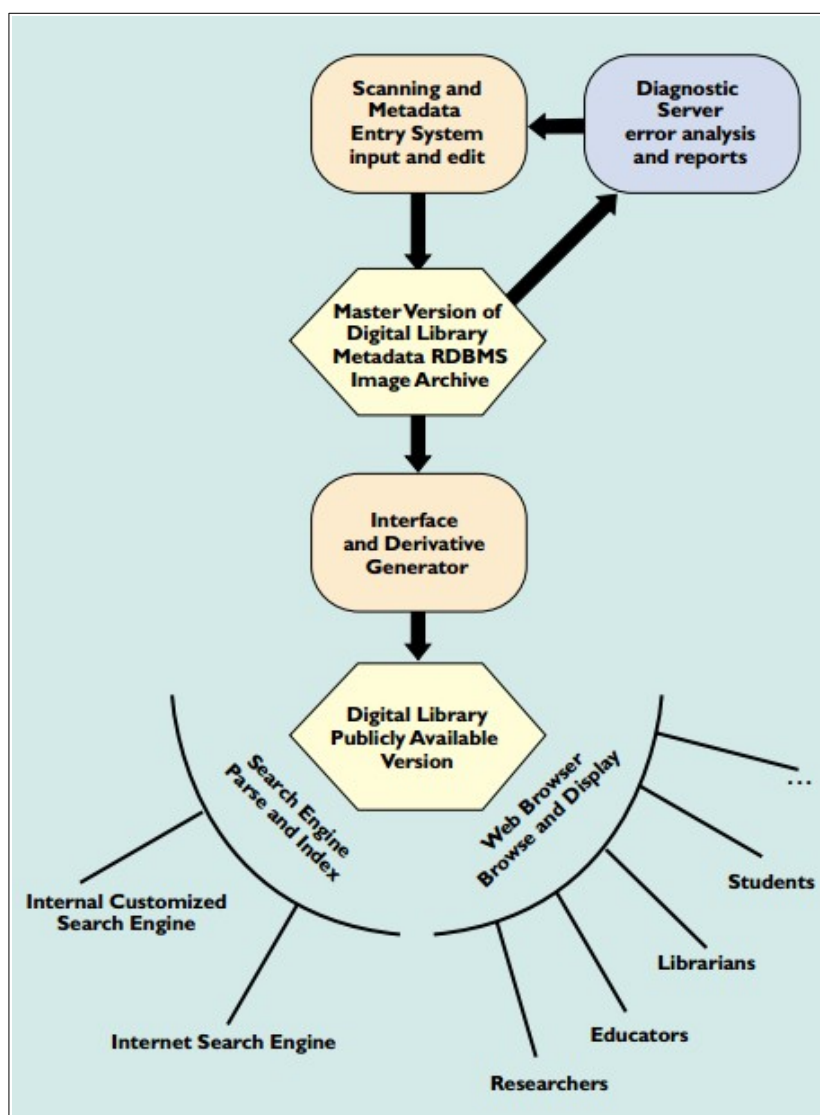 Scanning and
Metadata
Entry System
input and edit
Diagnostic
Server
error analysis
and reports
Master Version of
Digital Library
Metadata RDBMS
Image Archive
Interface
and Derivative
Generator
Digital Library
Publicly Available
Version
Search Engine
Parse and Index
Web Browser
Browse and Display
Internal Customized
Search Engine
Internet Search Engine
Researchers
Educators
Librarians
Students
...